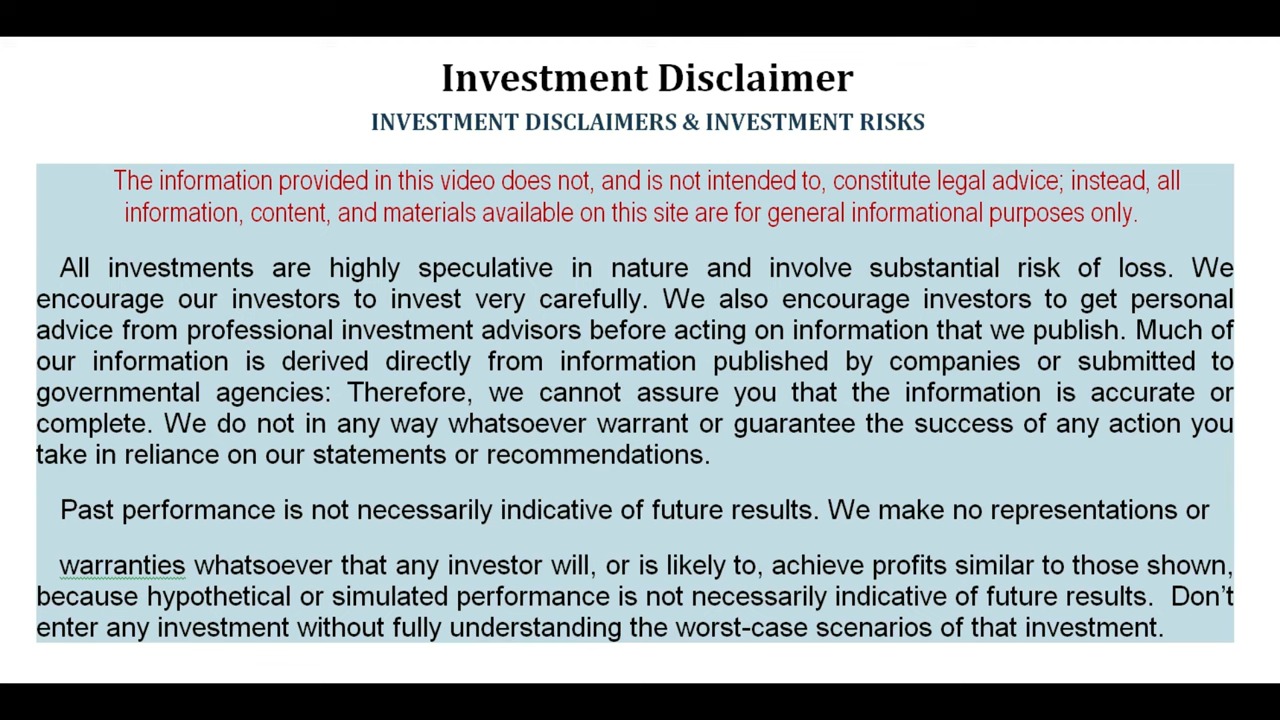 Investment Disclaimer
INVESTMENT DISCLAIMERS & INVESTMENT RISKS
The information provided in this video does not, and is not intended to, constitute legal advice; instead, all
information, content, and materials available on this site are for general informational purposes only.
All investments are highly speculative in nature and involve substantial risk of loss. We
encourage our investors to invest very carefully. We also encourage investors to get personal
advice from professional investment advisors before acting on information that we publish. Much of
our information is derived directly from information published by companies or submitted to
governmental agencies: Therefore, we cannot assure you that the information is accurate or
complete. We do not in any way whatsoever warrant or guarantee the success of any action you
take in reliance on our statements or recommendations.
Past performance is not necessarily indicative of future results. We make no representations or
warranties whatsoever that any investor will, or is likely to, achieve profits similar to those shown,
because hypothetical or simulated performance is not necessarily indicative of future results.  Don’t
enter any investment without fully understanding the worst-case scenarios of that investment.